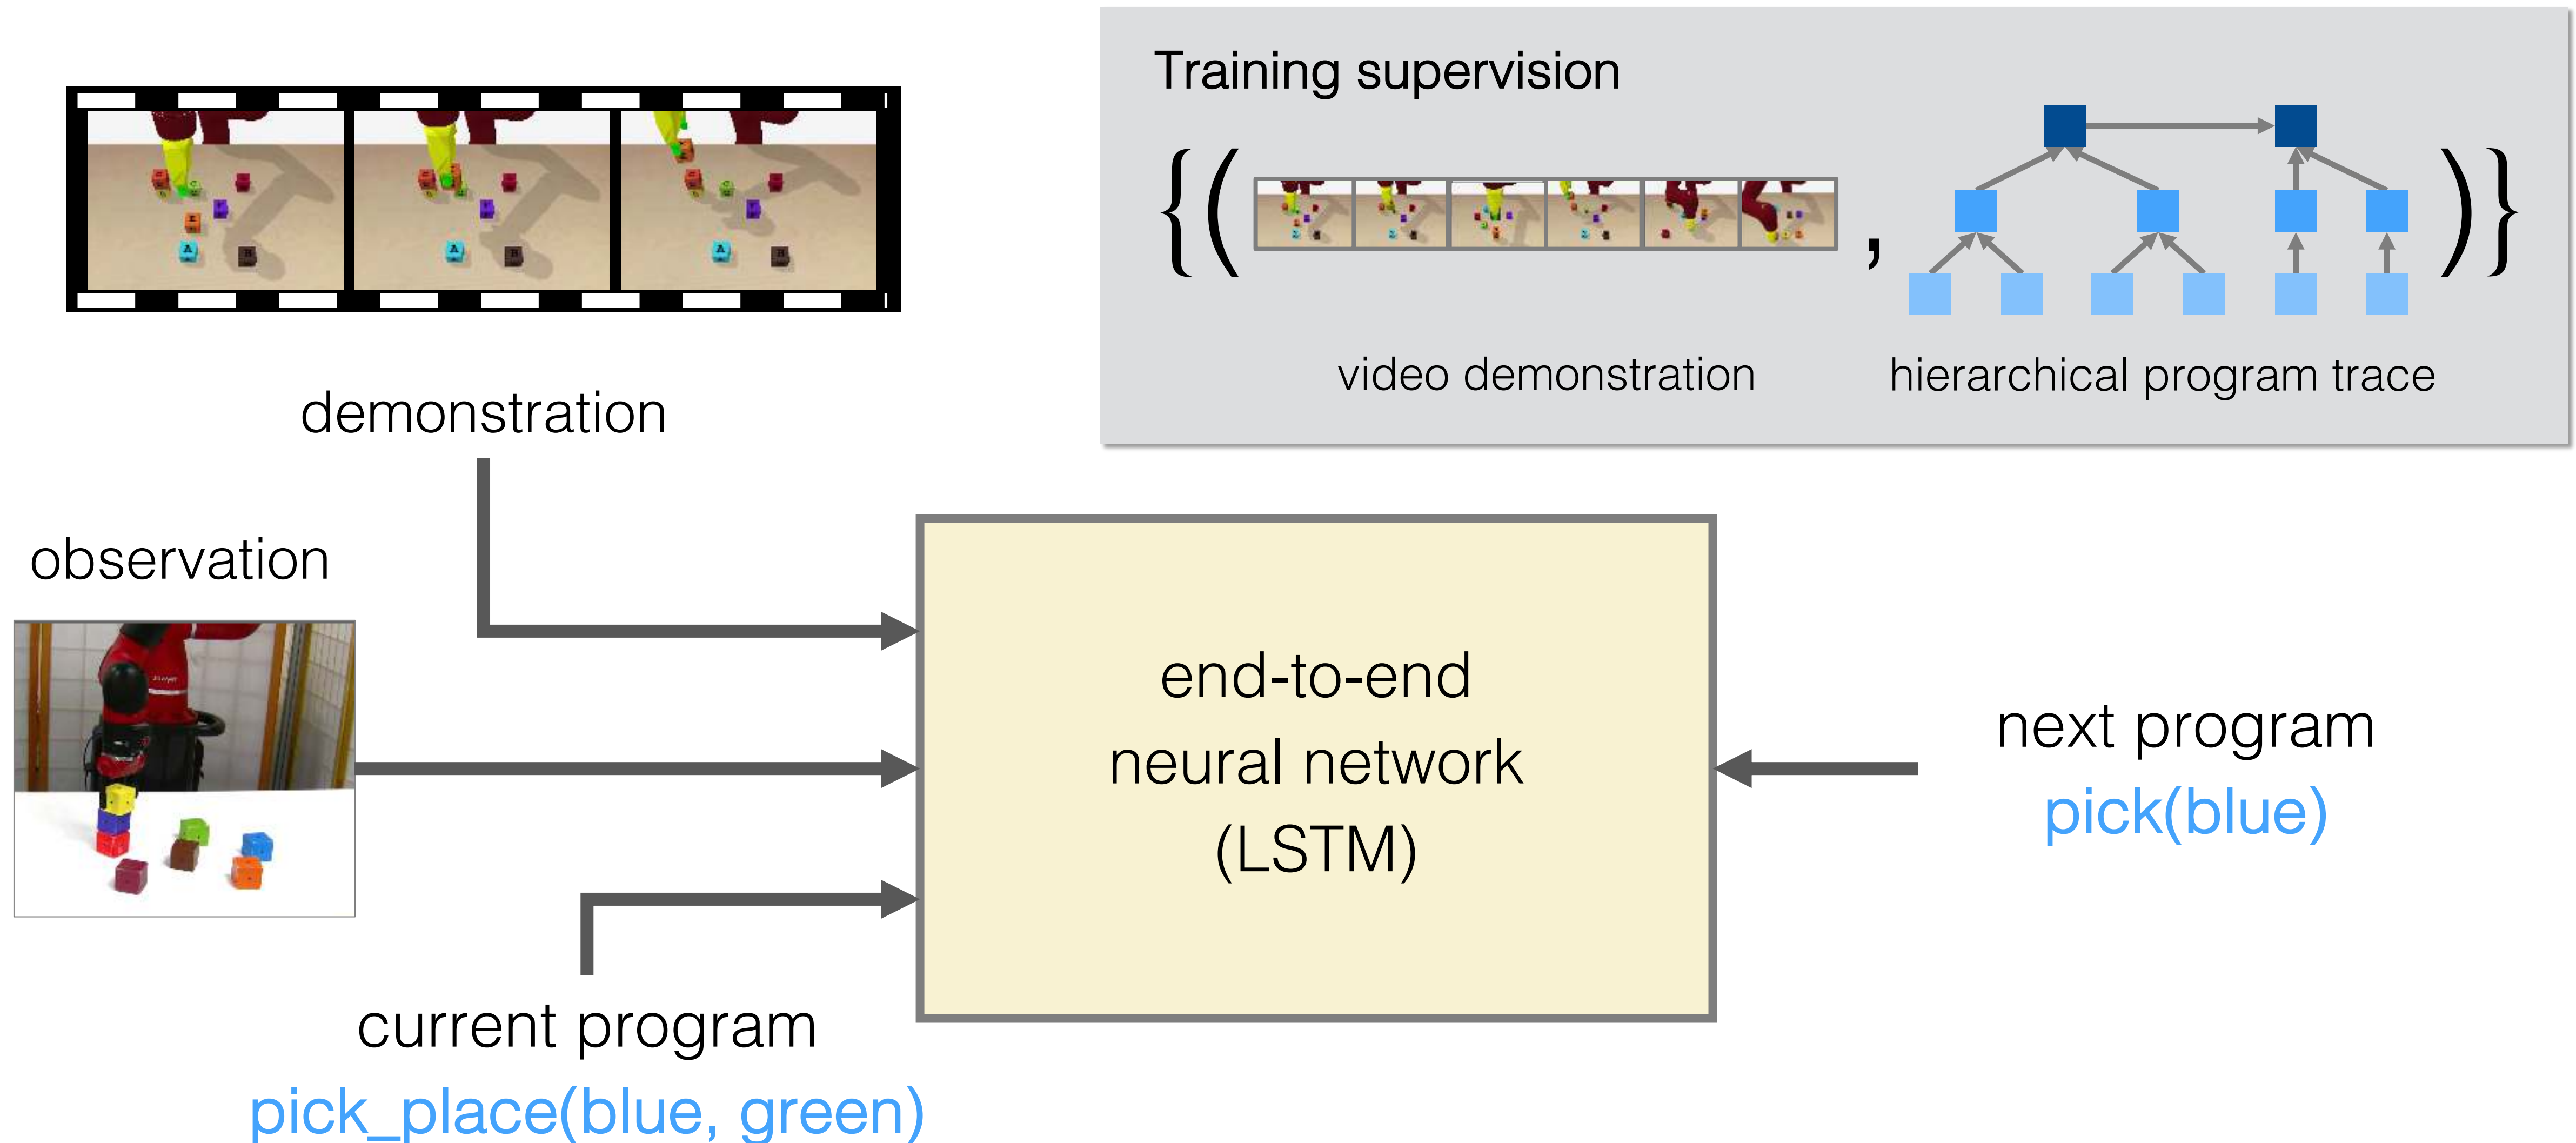 Training supervision
{( , )}
video demonstration
hierarchical program trace
demonstration
observation
end-to-end
neural network
(LSTM)
next program
pick(blue)
current program
pick_place(blue, green)